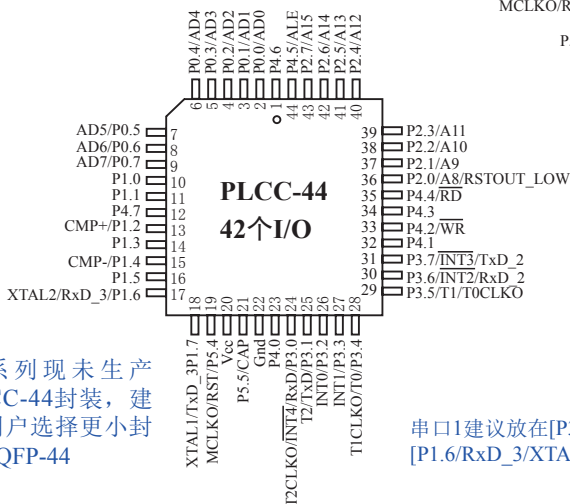 MCLKO/R
P
P0.4/AD4
P0.3/AD3
P0.2/AD2
P0.1/AD1
P0.0/AD0
P4.6
P4.5/ALE
P2.7/A15
P2.6/A14
P2.5/A13
P2.4/A12
6
5
4
3
2
1
44
43
42
41
40
AD5/P0.5 7
AD6/P0.6 8
AD7/P0.7 9
P1.0 10
P1.1 11
P4.7 12
CMP+/P1.2 13
P1.3 14
CMP-/P1.4 15
P1.5 16
XTAL2/RxD_3/P1.6 17
PLCC-44
42个I/O
39 P2.3/A11
38 P2.2/A10
37 P2.1/A9
36 P2.0/A8/RSTOUT_LOW
35 P4.4/RD
34 P4.3
33 P4.2/WR
32 P4.1
31 P3.7/INT3/TxD_2
30 P3.6/INT2/RxD_2
29 P3.5/T1/T0CLKO
18
19
20
21
22
23
24
25
26
27
28
XTAL1/TxD_3P1.7
MCLKO/RST/P5.4
Vcc
P5.5/CAP
Gnd
P4.0
T2CLKO/INT4/RxD/P3.0
T2/TxD/P3.1
INT0/P3.2
INT1/P3.3
T1CLKO/T0/P3.4
系列现未生产
CC-44封装，建
户选择更小封
QFP-44
串口1建议放在[P3
[P1.6/RxD_3/XTA